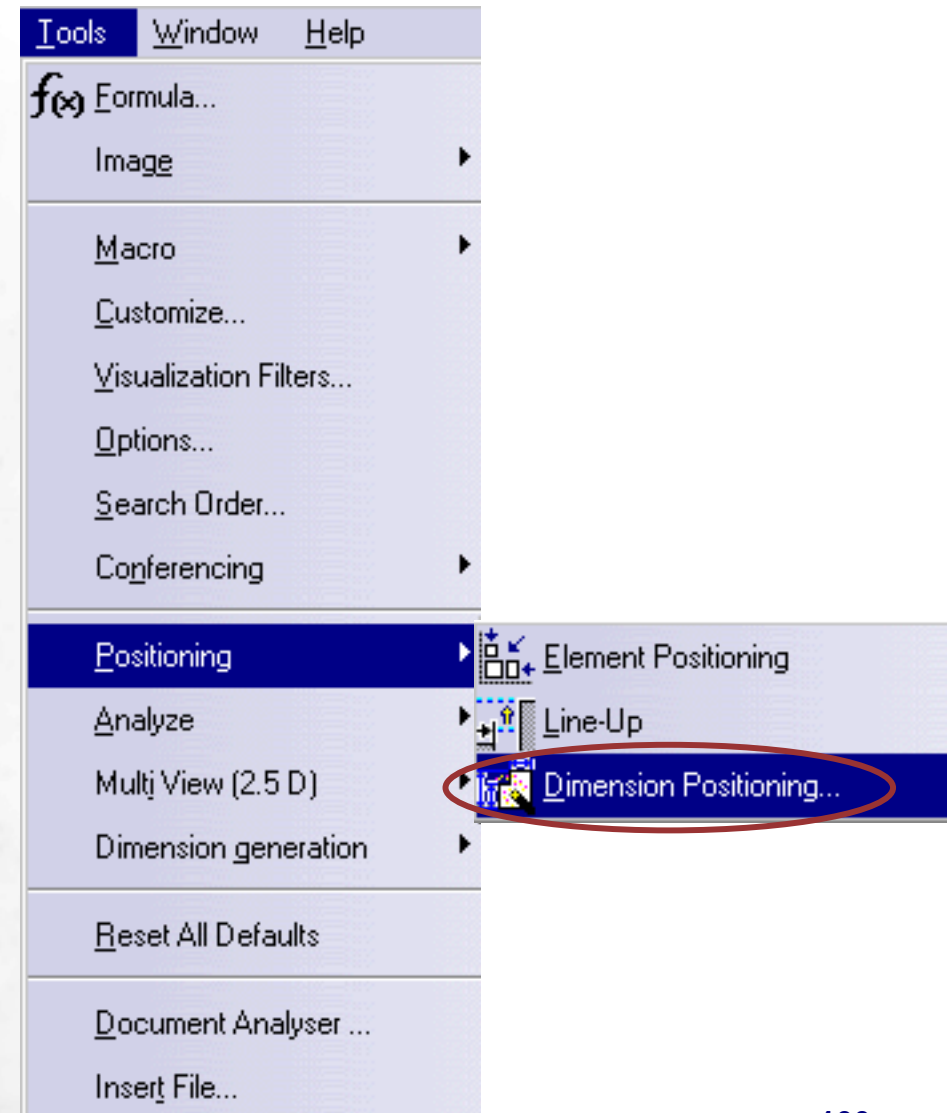 Tools Window Help
f(x) Formula...
Image
Macro
Customize...
Visualization Filters...
Options...
Search Order...
Conferencing
Positioning
Element Positioning
Analyze
Line-Up
Multi View (2.5 D)
Dimension Positioning...
Dimension generation
Reset All Defaults
Document Analyser ...
Insert File...